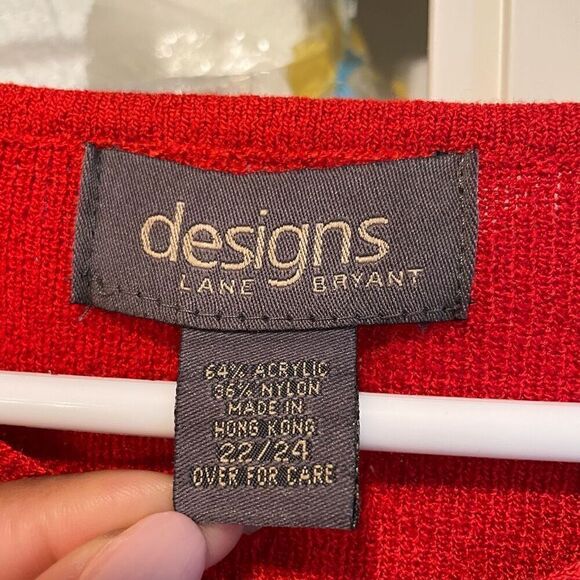 designs
LANE BRYANT
64% ACRYLIC
36% NYLON
MADE IN
HONG KONG
22/24
OVER FOR CARE